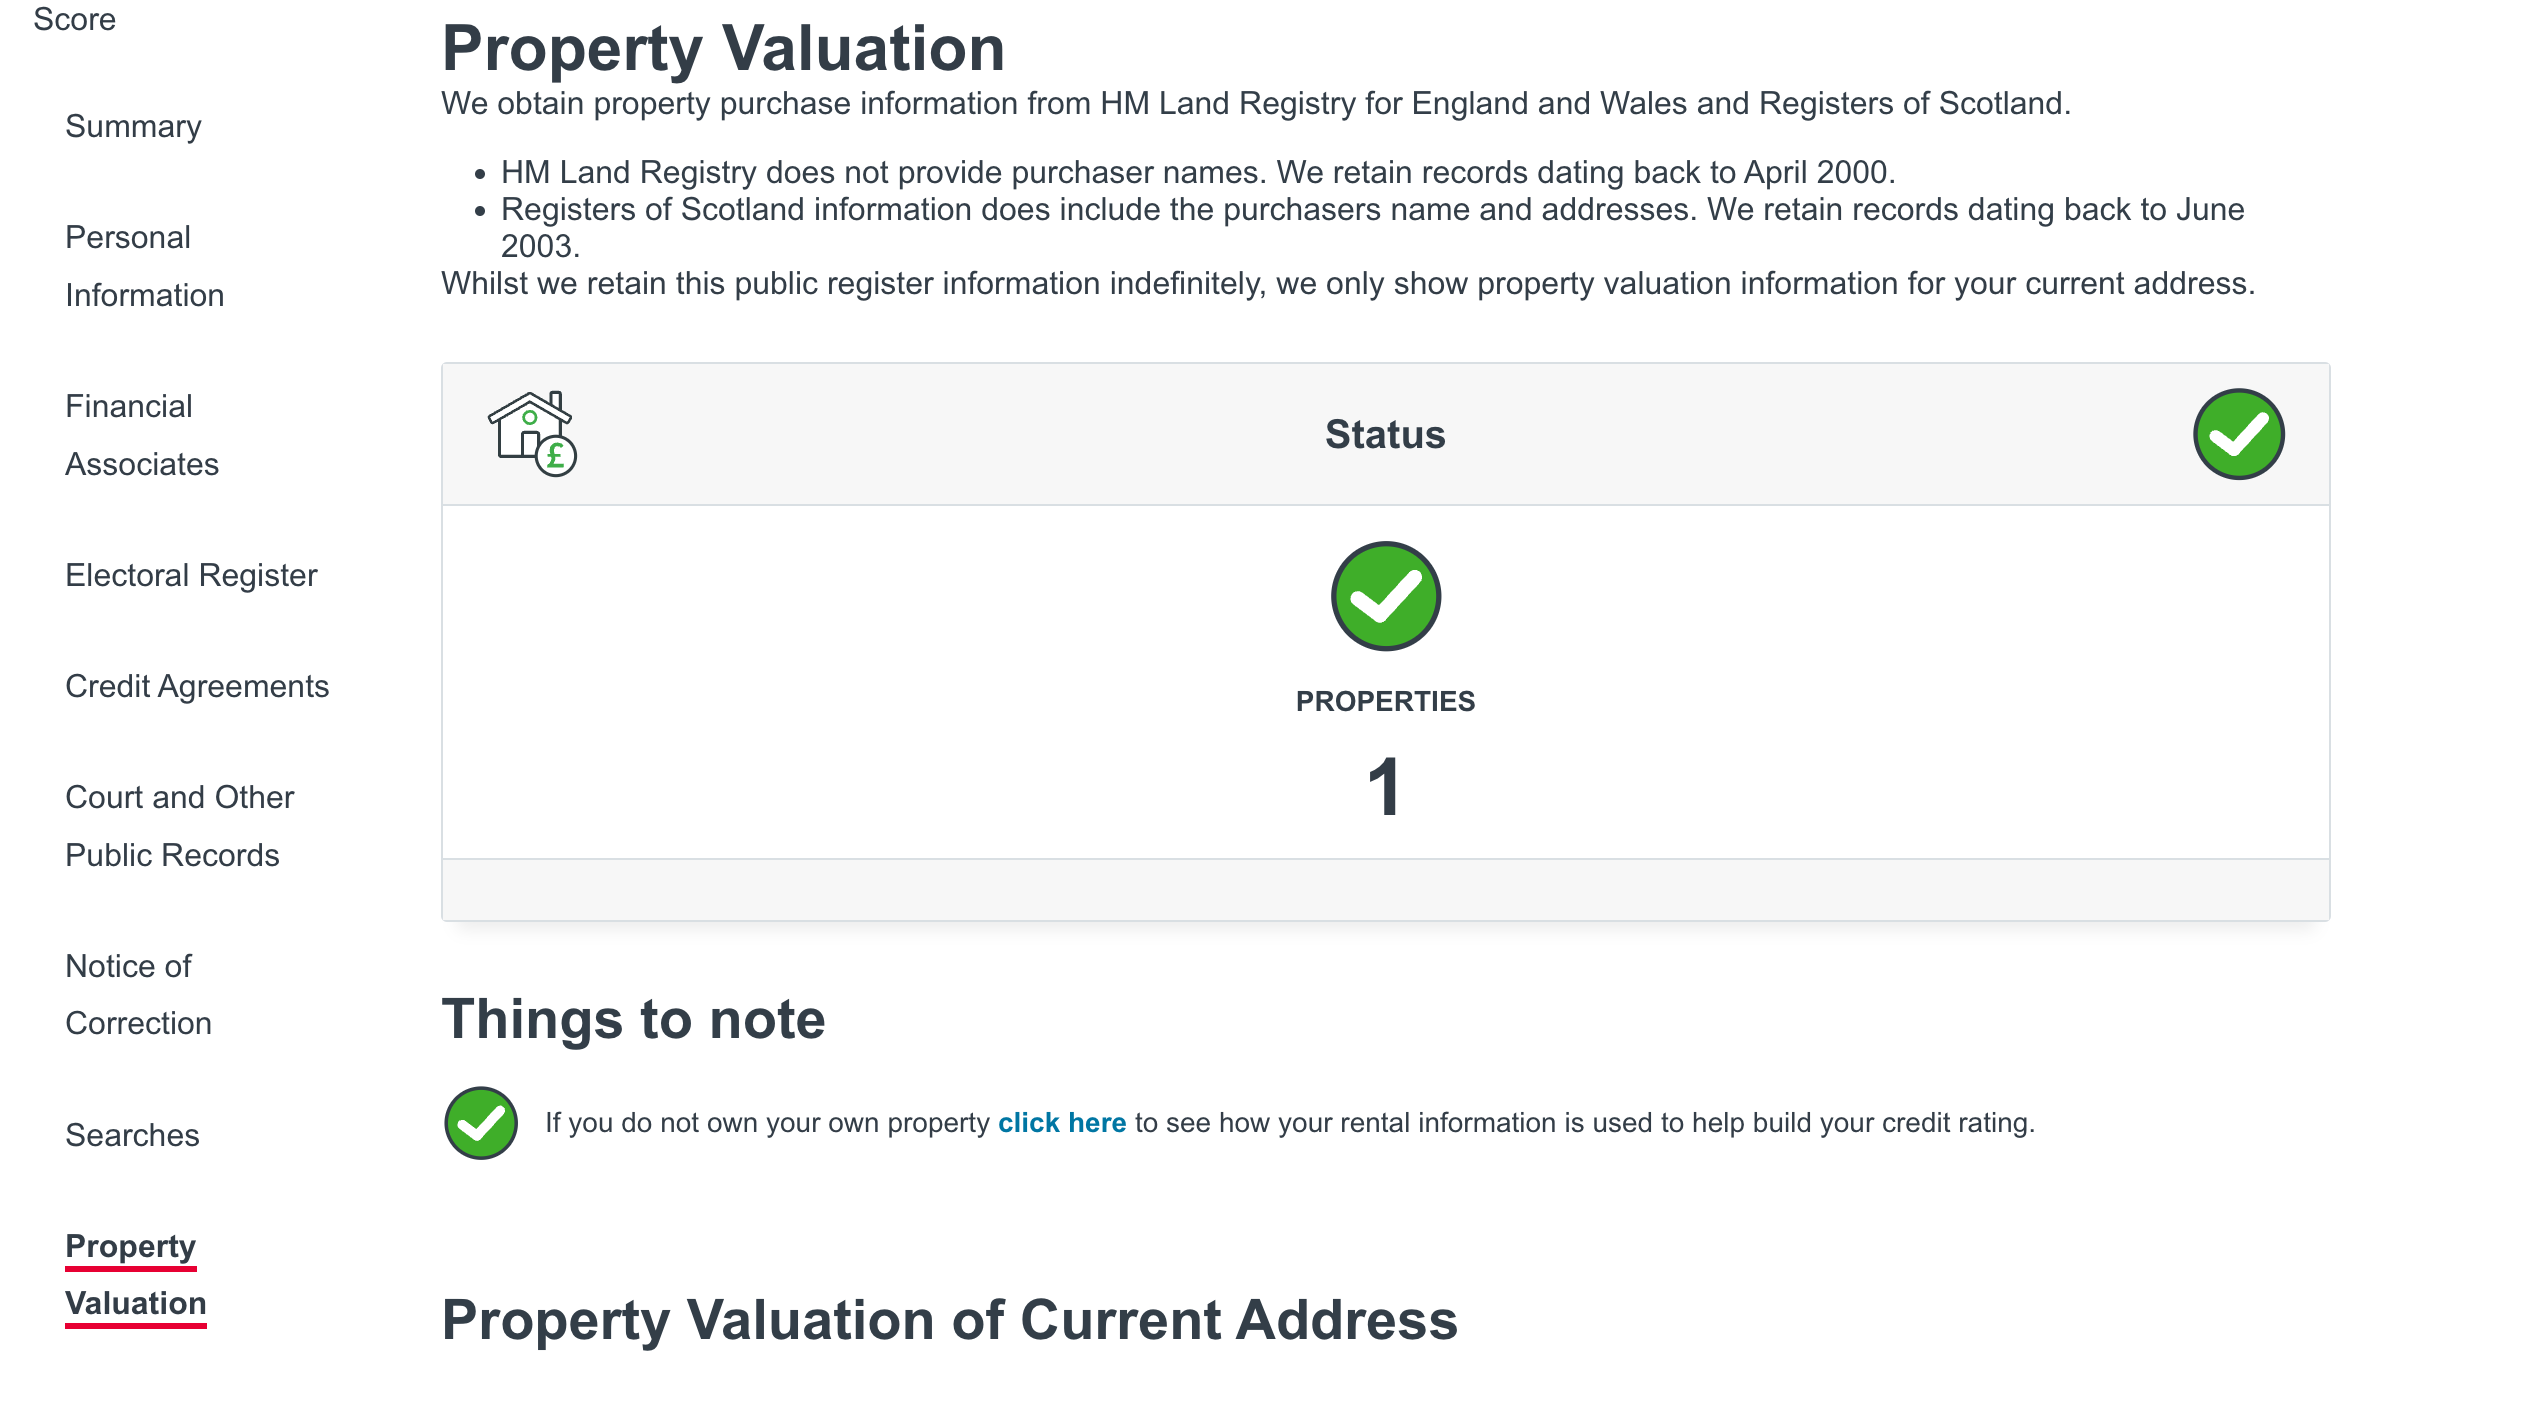 Score
Summary
Personal
Information
Financial
Associates
Electoral Register
Credit Agreements
Court and Other
Public Records
Notice of
Correction
Searches
Property
Valuation
Property Valuation
We obtain property purchase information from HM Land Registry for England and Wales and Registers of Scotland.
• HM Land Registry does not provide purchaser names. We retain records dating back to April 2000.
• Registers of Scotland information does include the purchasers name and addresses. We retain records dating back to June
2003.
Whilst we retain this public register information indefinitely, we only show property valuation information for your current address.
£
Status
PROPERTIES
1
Things to note
If you do not own your own property click here to see how your rental information is used to help build your credit rating.
Property Valuation of Current Address